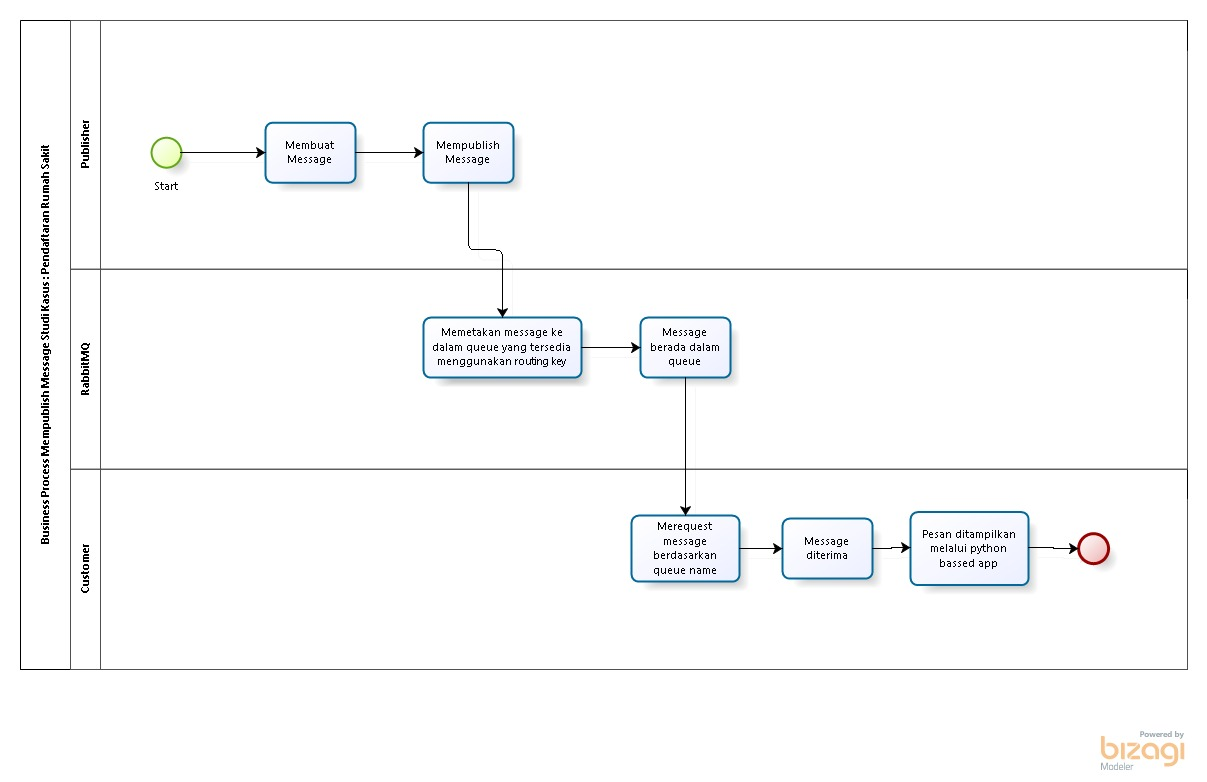 Business Process Mempublish Message Studi Kasus : Pendaftaran Rumah Sakit
Publisher
Start
Membuat
Message
Mempublish
Message
RabbitMQ
Memetakan message ke
dalam queue yang tersedia
menggunakan routing key
Message
berada dalam
queue
Customer
Merequest
message
berdasarkan
queue name
Message
diterima
Pesan ditampilkan
melalui python
bassed app
Powered by
bizagi
Modeler